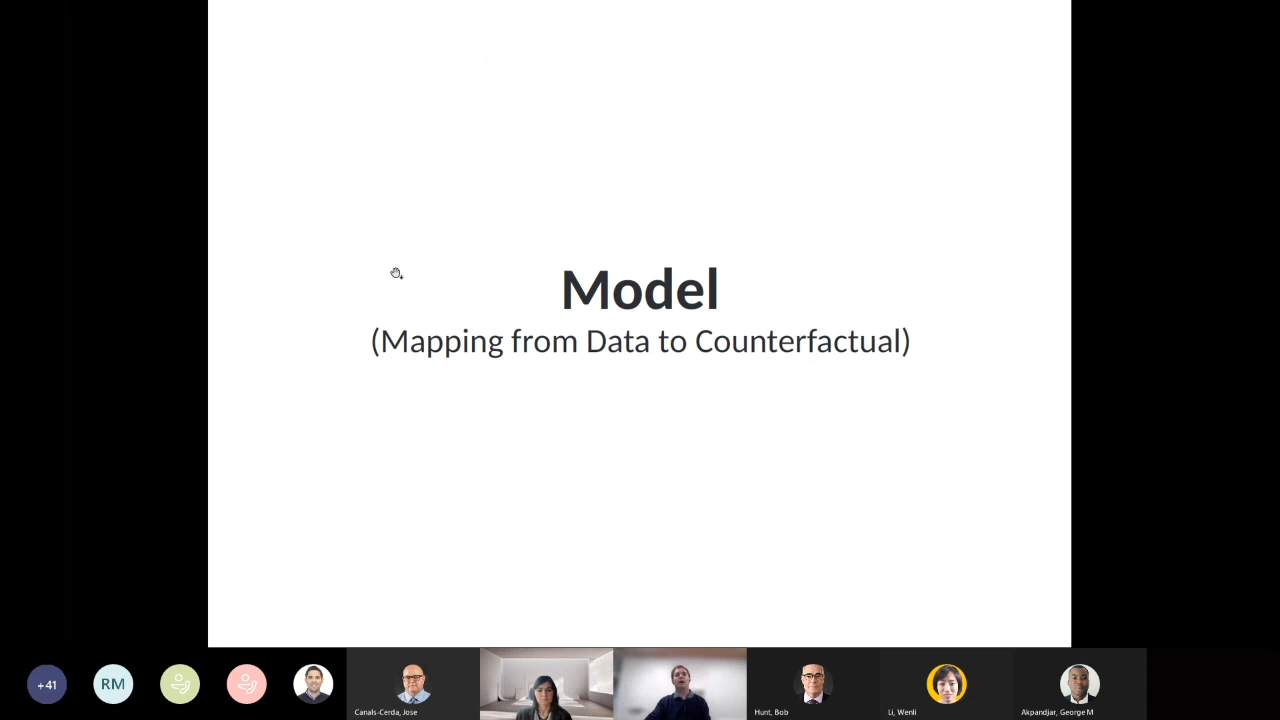 Model
(Mapping from Data to Counterfactual)
+41
RM
Canals-Cerda, Jose
Hunt, Bob
Li, Wenli
Akpandjar, George M